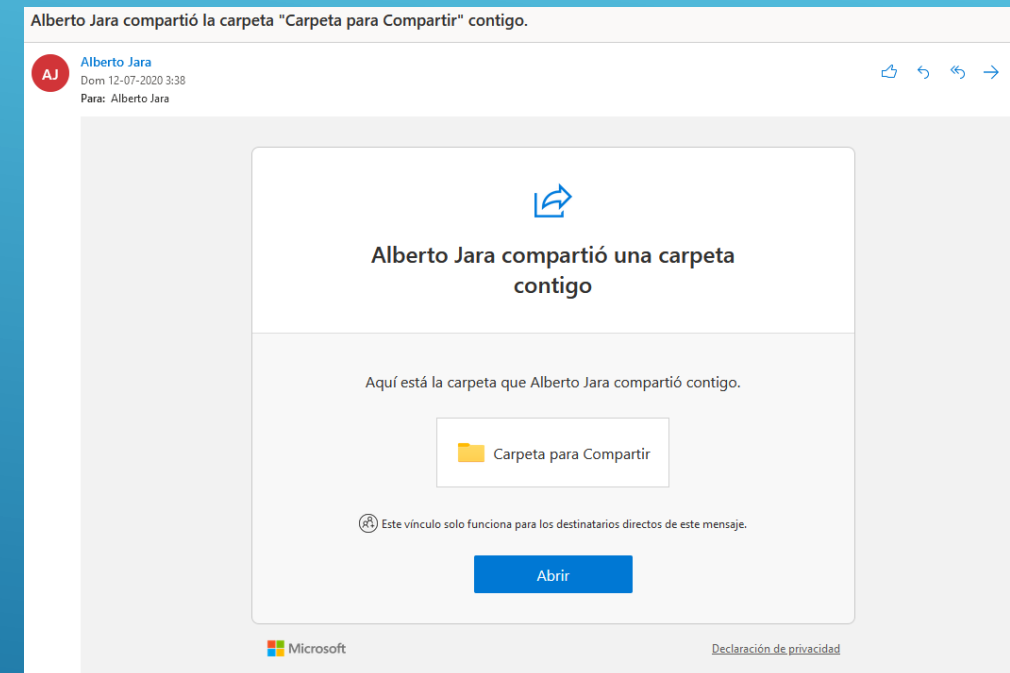 Alberto Jara compartió la carpeta "Carpeta para Compartir" contigo.
AJ
Alberto Jara
Dom 12-07-2020 3:38
Para: Alberto Jara
Alberto Jara compartió una carpeta
contigo
Aquí está la carpeta que Alberto Jara compartió contigo.
Carpeta para Compartir
Este vínculo solo funciona para los destinatarios directos de este mensaje.
Abrir
Microsoft
Declaración de privacidad